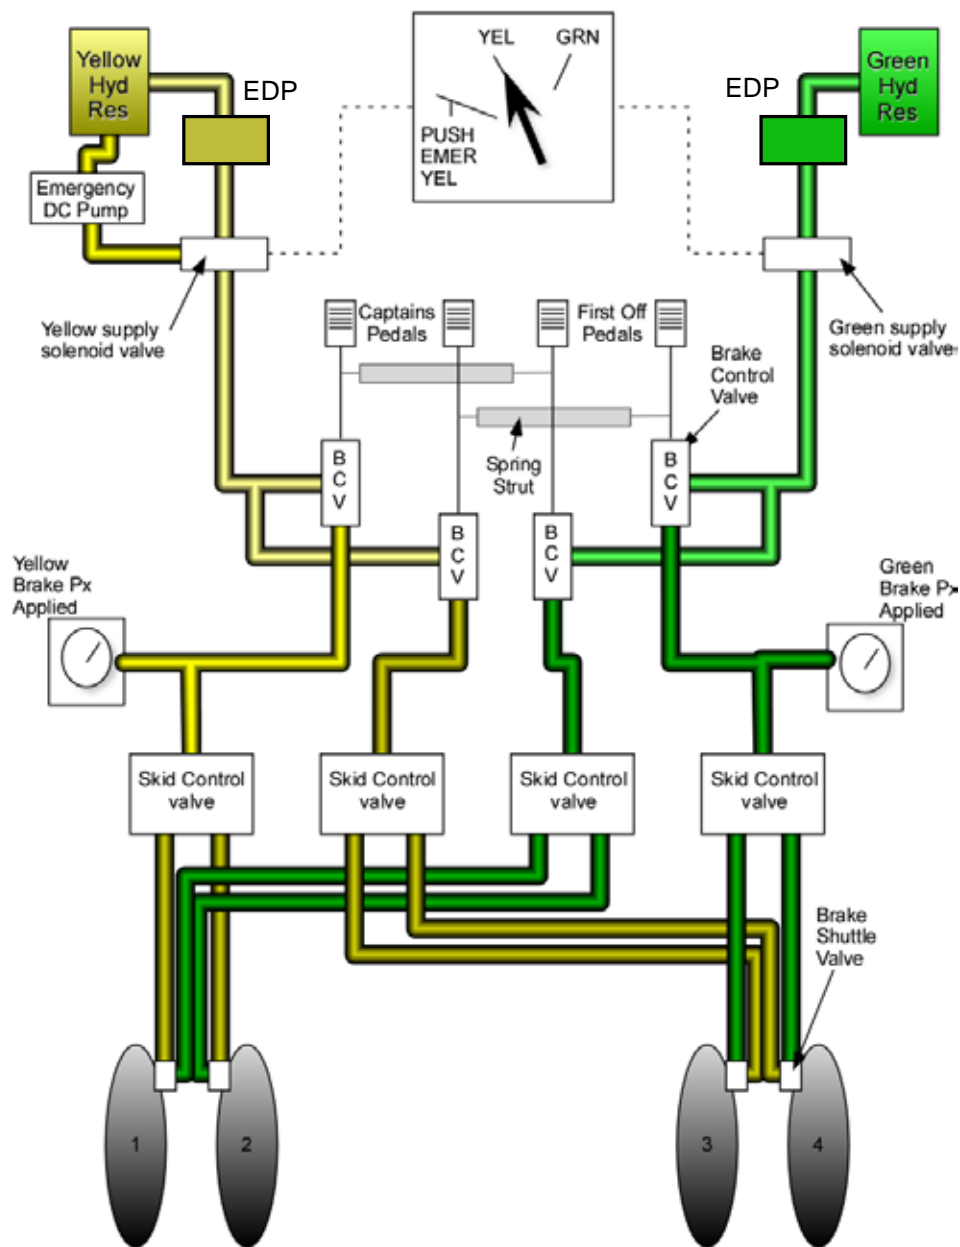 YEL
GRN
PUSH
EMER
YEL
Yellow
Hyd
Res
EDP
EDP
Green
Hyd
Res
Emergency
DC Pump
Yellow supply
solenoid valve
Captains
Pedals
First Off
Pedals
Green supply
solenoid valve
Brake
Control
Valve
Spring
Strut
B
C
V
B
C
V
B
C
V
B
C
V
Yellow
Brake Px
Applied
Green
Brake Px
Applied
Skid Control
valve
Skid Control
valve
Skid Control
valve
Skid Control
valve
Brake
Shuttle
Valve
1
2
3
4